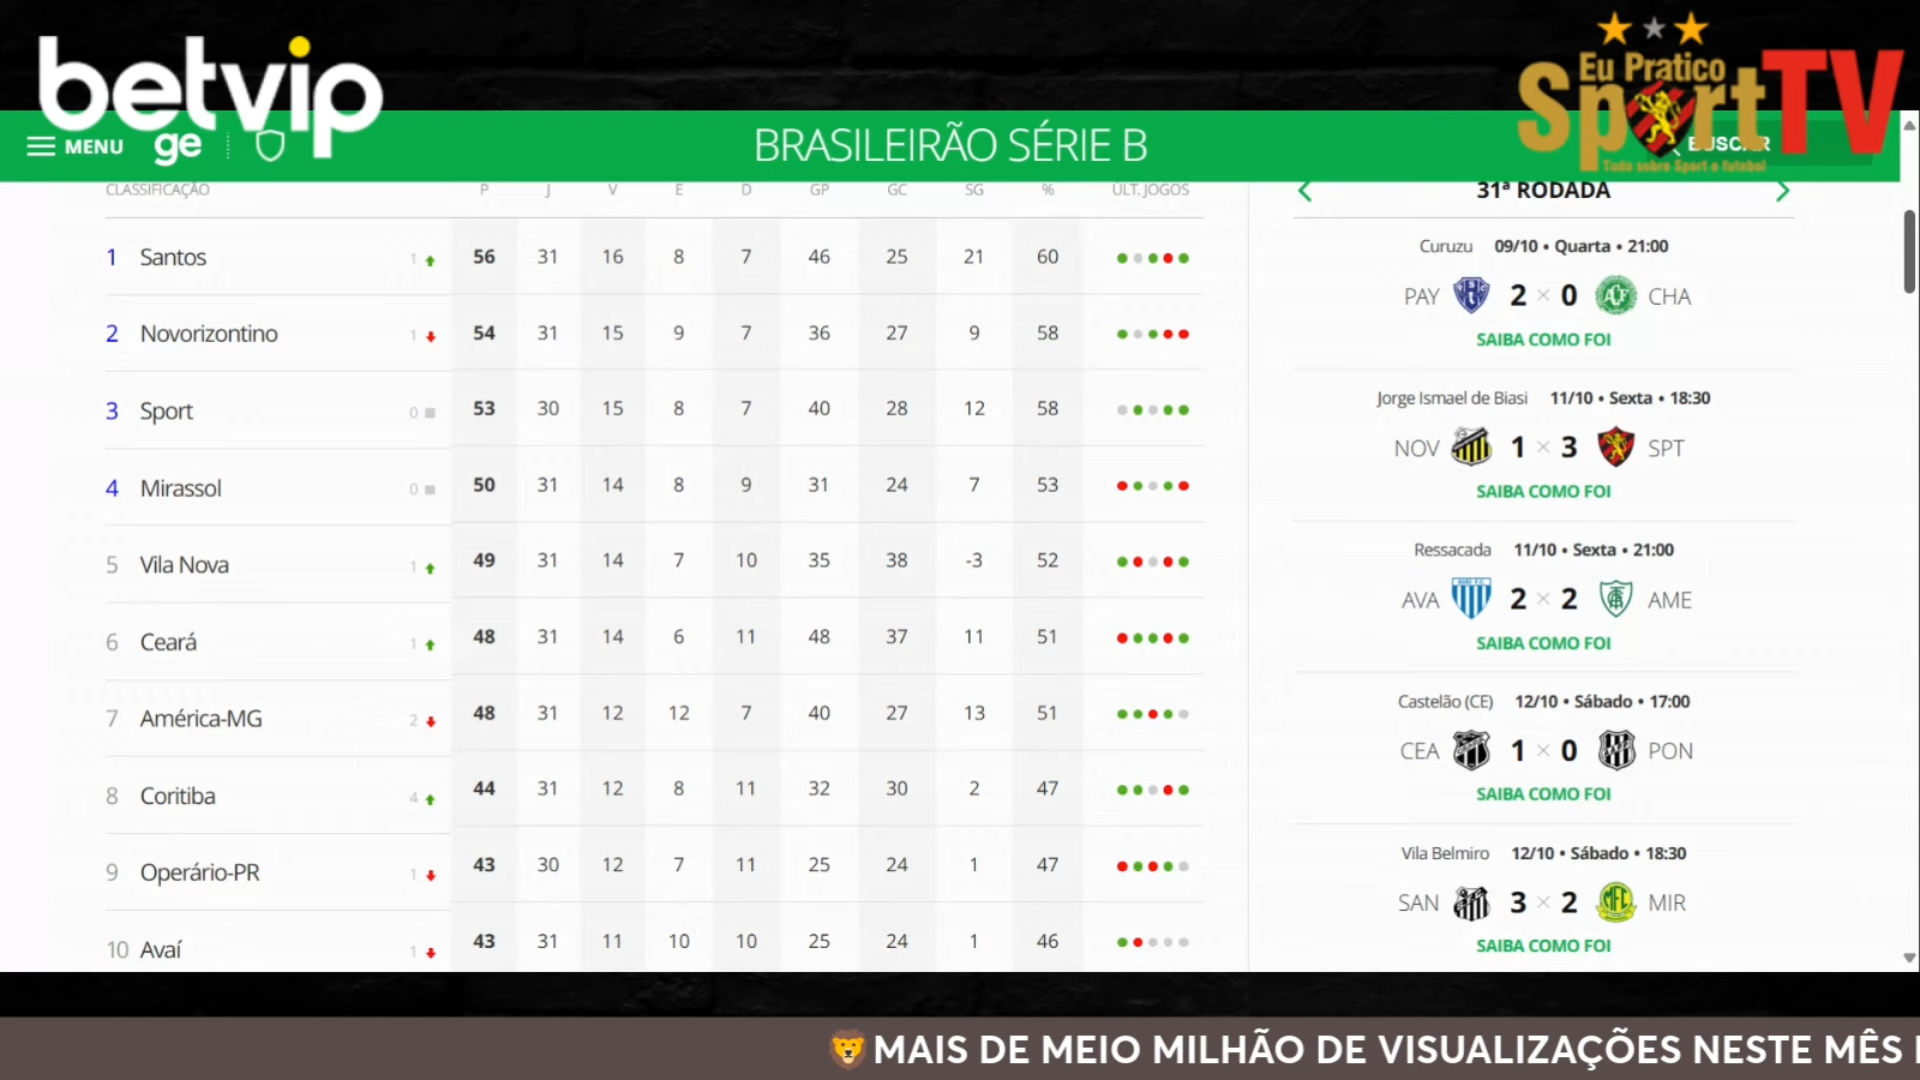 betvip
Eu Pratico
Sport TV
Tudo sobre Sport e futebol
MENU ge BRASILEIRÃO SÉRIE B BUSCAR
CLASSIFICAÇÃO P J V E D GP GC SG % ÚLT. JOGOS
1 Santos 1 56 31 16 8 7 46 25 21 60
2 Novorizontino 1 54 31 15 9 7 36 27 9 58
3 Sport 0 53 30 15 8 7 40 28 12 58
4 Mirassol 0 50 31 14 8 9 31 24 7 53
5 Vila Nova 1 49 31 14 7 10 35 38 -3 52
6 Ceará 1 48 31 14 6 11 48 37 11 51
7 América-MG 2 48 31 12 12 7 40 27 13 51
8 Coritiba 4 44 31 12 8 11 32 30 2 47
9 Operário-PR 1 43 30 12 7 11 25 24 1 47
10 Avaí 1 43 31 11 10 10 25 24 1 46
31ª RODADA
Curuzu 09/10 • Quarta • 21:00
PAY 2 × 0 CHA
SAIBA COMO FOI
Jorge Ismael de Biasi 11/10 • Sexta • 18:30
NOV 1 × 3 SPT
SAIBA COMO FOI
Ressacada 11/10 • Sexta • 21:00
AVA 2 × 2 AME
SAIBA COMO FOI
Castelão (CE) 12/10 • Sábado • 17:00
CEA 1 × 0 PON
SAIBA COMO FOI
Vila Belmiro 12/10 • Sábado • 18:30
SAN 3 × 2 MIR
SAIBA COMO FOI
🦁MAIS DE MEIO MILHÃO DE VISUALIZAÇÕES NESTE MÊS